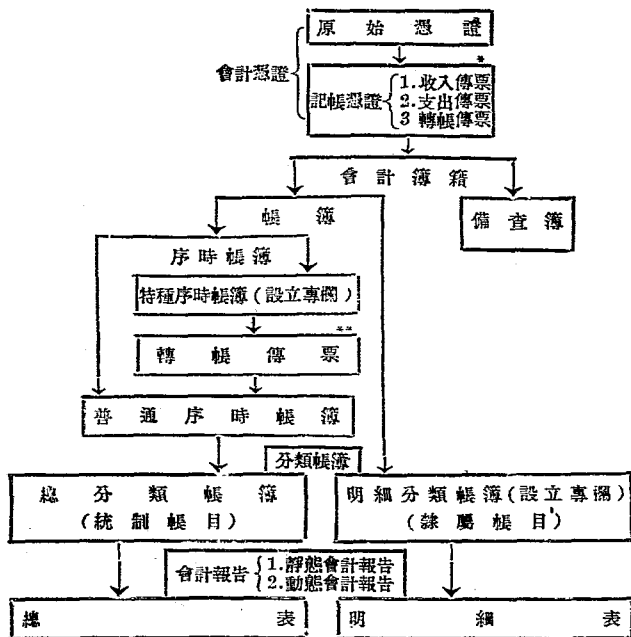 原始憑證
會計憑證
*
記帳憑證
1.收入傳票
2.支出傳票
3 轉帳傳票
會計簿籍
帳簿
備查簿
序時帳簿
特種序時帳簿(設立專欄)
**
轉帳傳票
普通序時帳簿
分類帳簿
總分類帳簿
(統制帳目)
明細分類帳簿(設立專欄)
(隸屬帳目)
會計報告
1.靜態會計報告
2.動態會計報告
總表
明細表